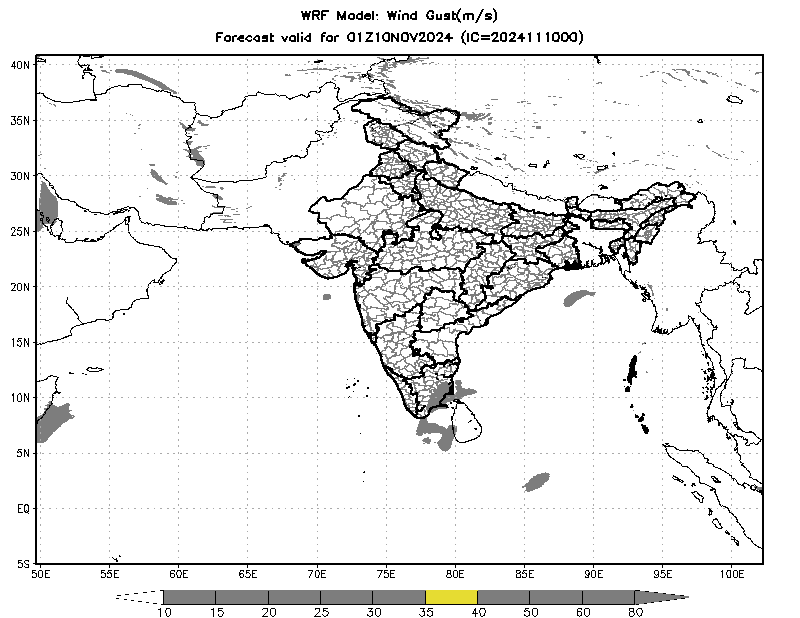 WRF Model: Wind Gust(m/s)
Forecast valid for 01Z10NOV2024 (IC=2024111000)
40N
35N
30N
25N
20N
15N
10N
5N
EQ
5S
50E 55E 60E 65E 70E 75E 80E 85E 90E 95E 100E
10 15 20 25 30 35 40 50 60 80